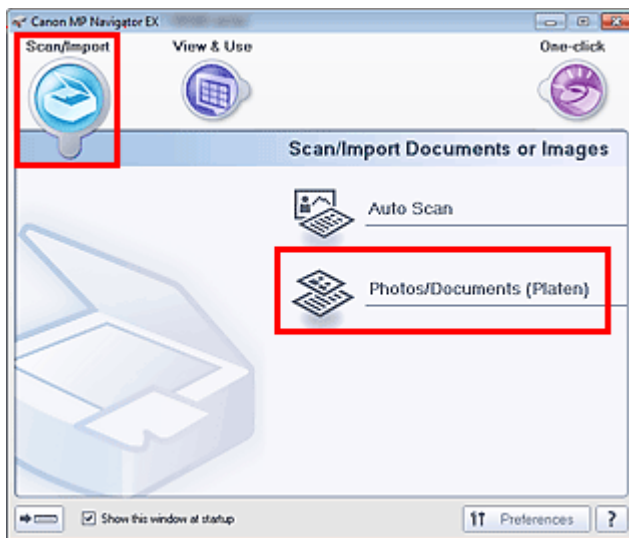 Canon MP Navigator EX
Scan/Import View & Use One-click
Scan/Import Documents or Images
Auto Scan
Photos/Documents (Platen)
Show this window at startup Preferences ?